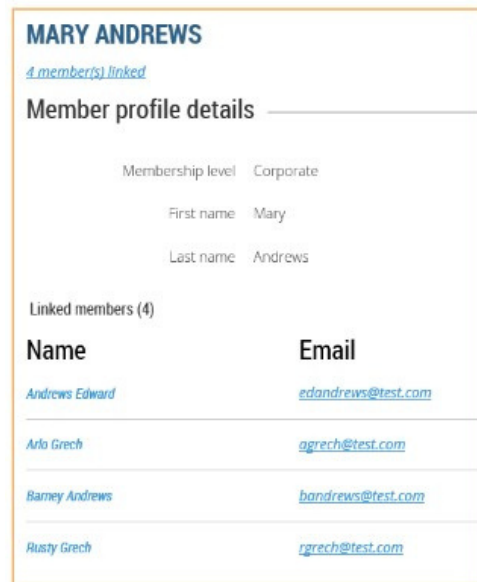 MARY ANDREWS
4 member(s) linked
Member profile details
Membership level Corporate
First name Mary
Last name Andrews
Linked members (4)
Name Email
Andrews Edward edandrews@test.com
Arlo Grech agrech@test.com
Barney Andrews bandrews@test.com
Rusty Grech rgrech@test.com